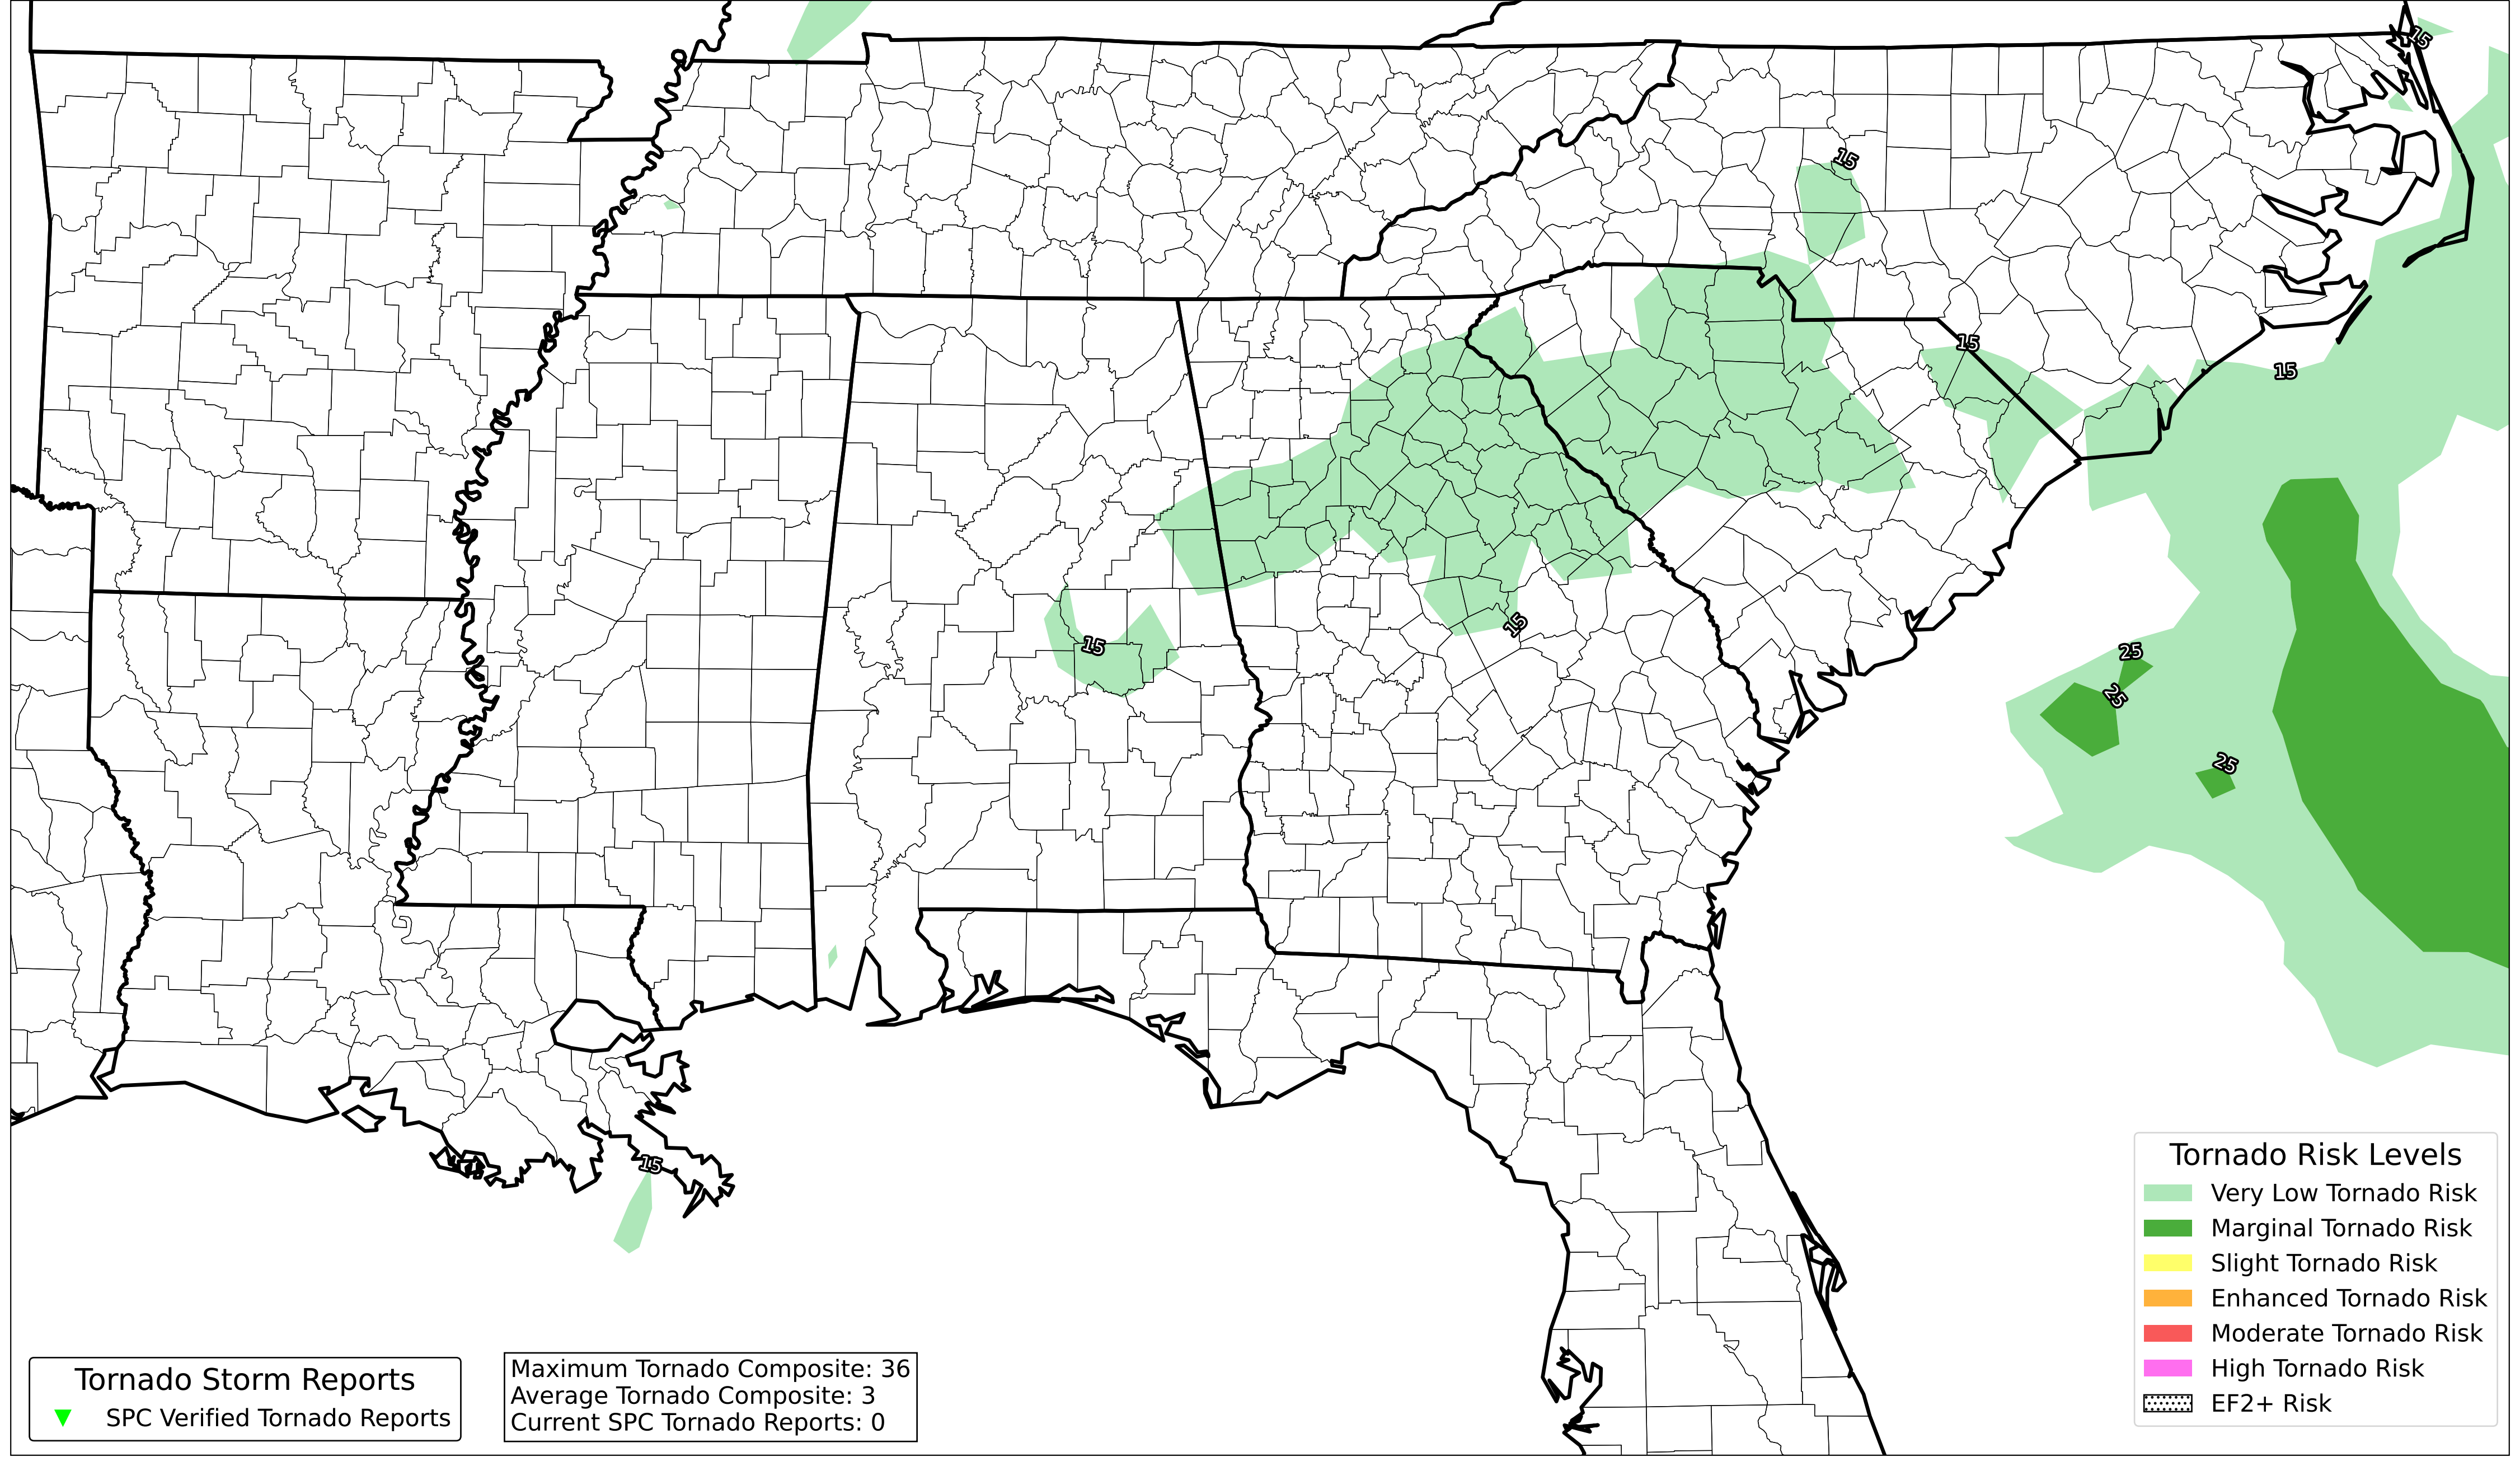 15
15
15
15
15
15
25
25
25
15
15
Tornado Risk Levels
Very Low Tornado Risk
Marginal Tornado Risk
Slight Tornado Risk
Enhanced Tornado Risk
Moderate Tornado Risk
High Tornado Risk
EF2+ Risk
Tornado Storm Reports
SPC Verified Tornado Reports
Maximum Tornado Composite: 36
Average Tornado Composite: 3
Current SPC Tornado Reports: 0